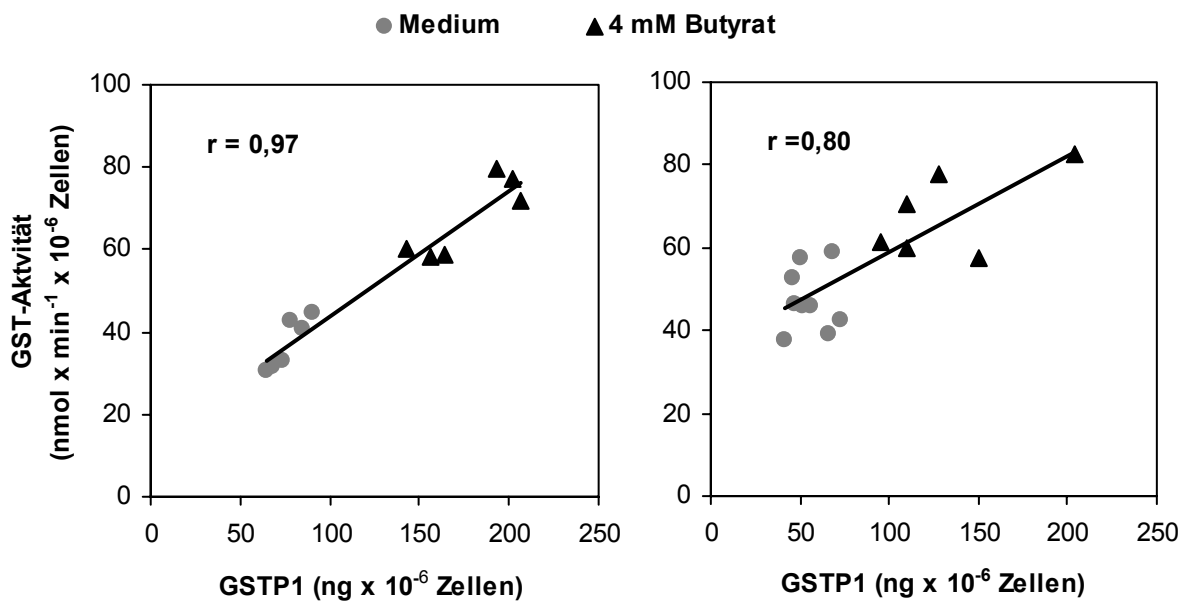 Medium 4 mM Butyrat
GST-Aktvität
(nmol x min⁻¹ x 10⁻⁶ Zellen)
100
80
60
40
20
0
r = 0,97
0 50 100 150 200 250
GSTP1 (ng x 10⁻⁶ Zellen)
100
80
60
40
20
0
r =0,80
0 50 100 150 200 250
GSTP1 (ng x 10⁻⁶ Zellen)